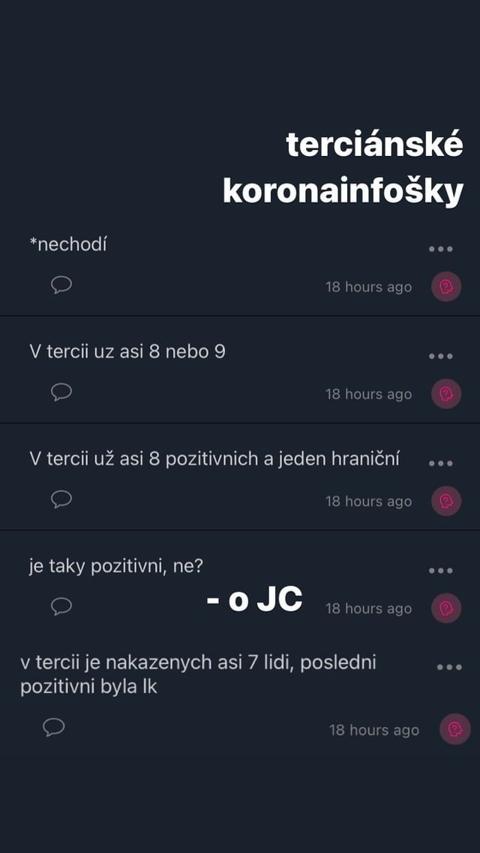 terciánské
koronainfošky
*nechodí
18 hours ago
V tercii uz asi 8 nebo 9
18 hours ago
V tercii už asi 8 pozitivnich a jeden hraniční
18 hours ago
je taky pozitivni, ne?
- o JC
18 hours ago
v tercii je nakazenych asi 7 lidi, posledni
pozitivni byla lk
18 hours ago